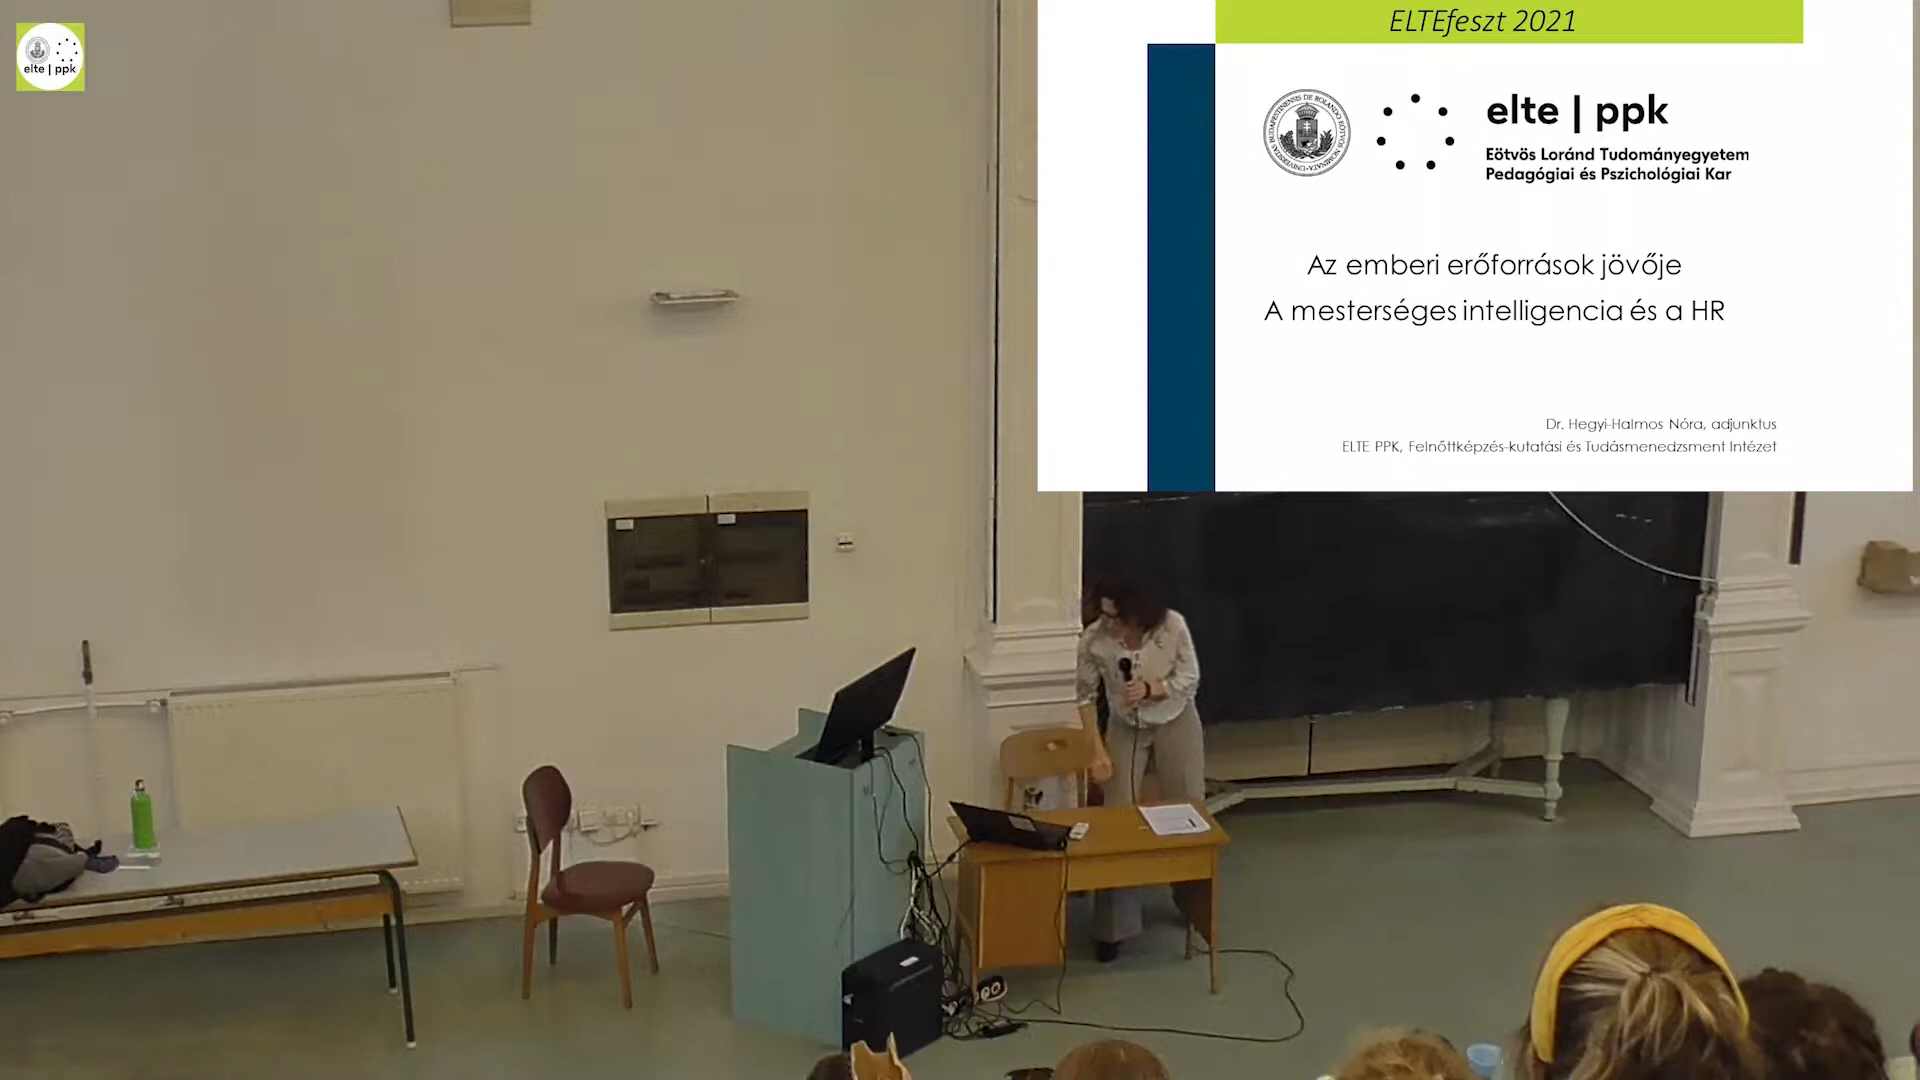 elte | ppk
ELTEfeszt 2021
elte | ppk
Eötvös Loránd Tudományegyetem
Pedagógiai és Pszichológiai Kar
Az emberi erőforrások jövője
A mesterséges intelligencia és a HR
Dr. Hegyi-Halmos Nóra, adjunktus
ELTE PPK, Felnőttképzés-kutatási és Tudásmenedzsment Intézet